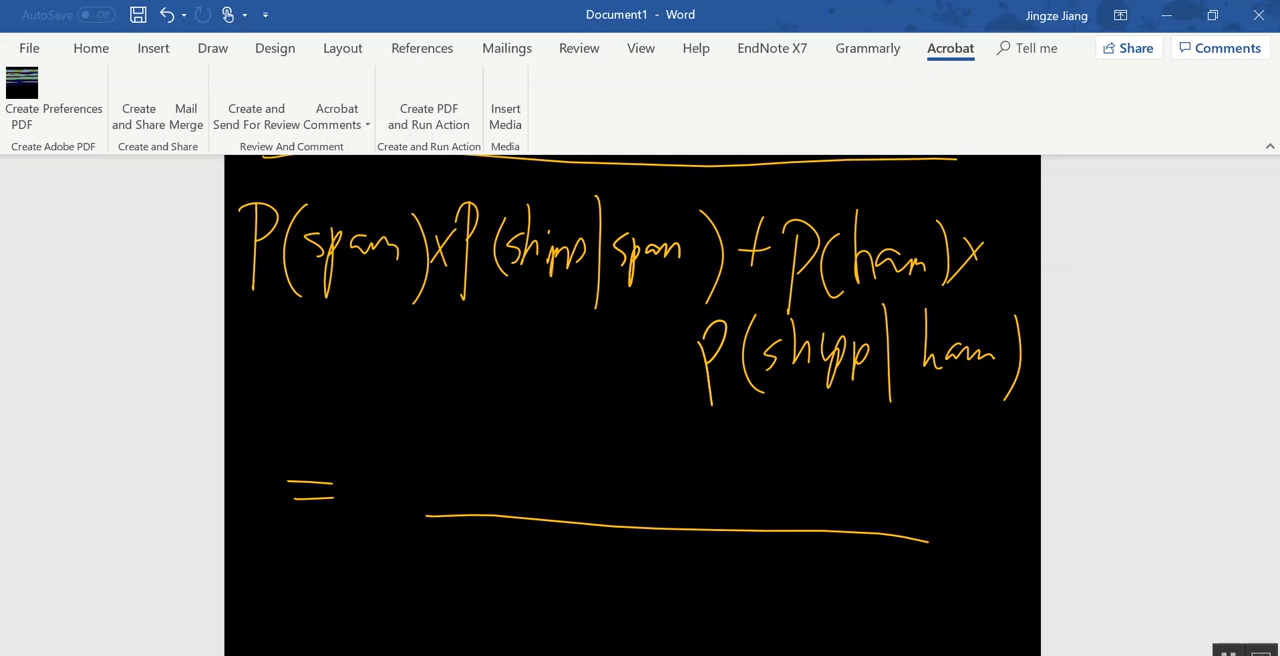 AutoSave Off Document1 - Word Jingze Jiang
File Home Insert Draw Design Layout References Mailings Review View Help EndNote X7 Grammarly Acrobat Tell me Share Comments
Create PDF Preferences Create and Share Mail Merge Create and Send For Review Acrobat Comments Create PDF and Run Action Insert Media
Create Adobe PDF Create and Share Review And Comment Create and Run Action Media
P(spam)xP(shipp|spam)+P(ham)x
P(shipp|ham)
=